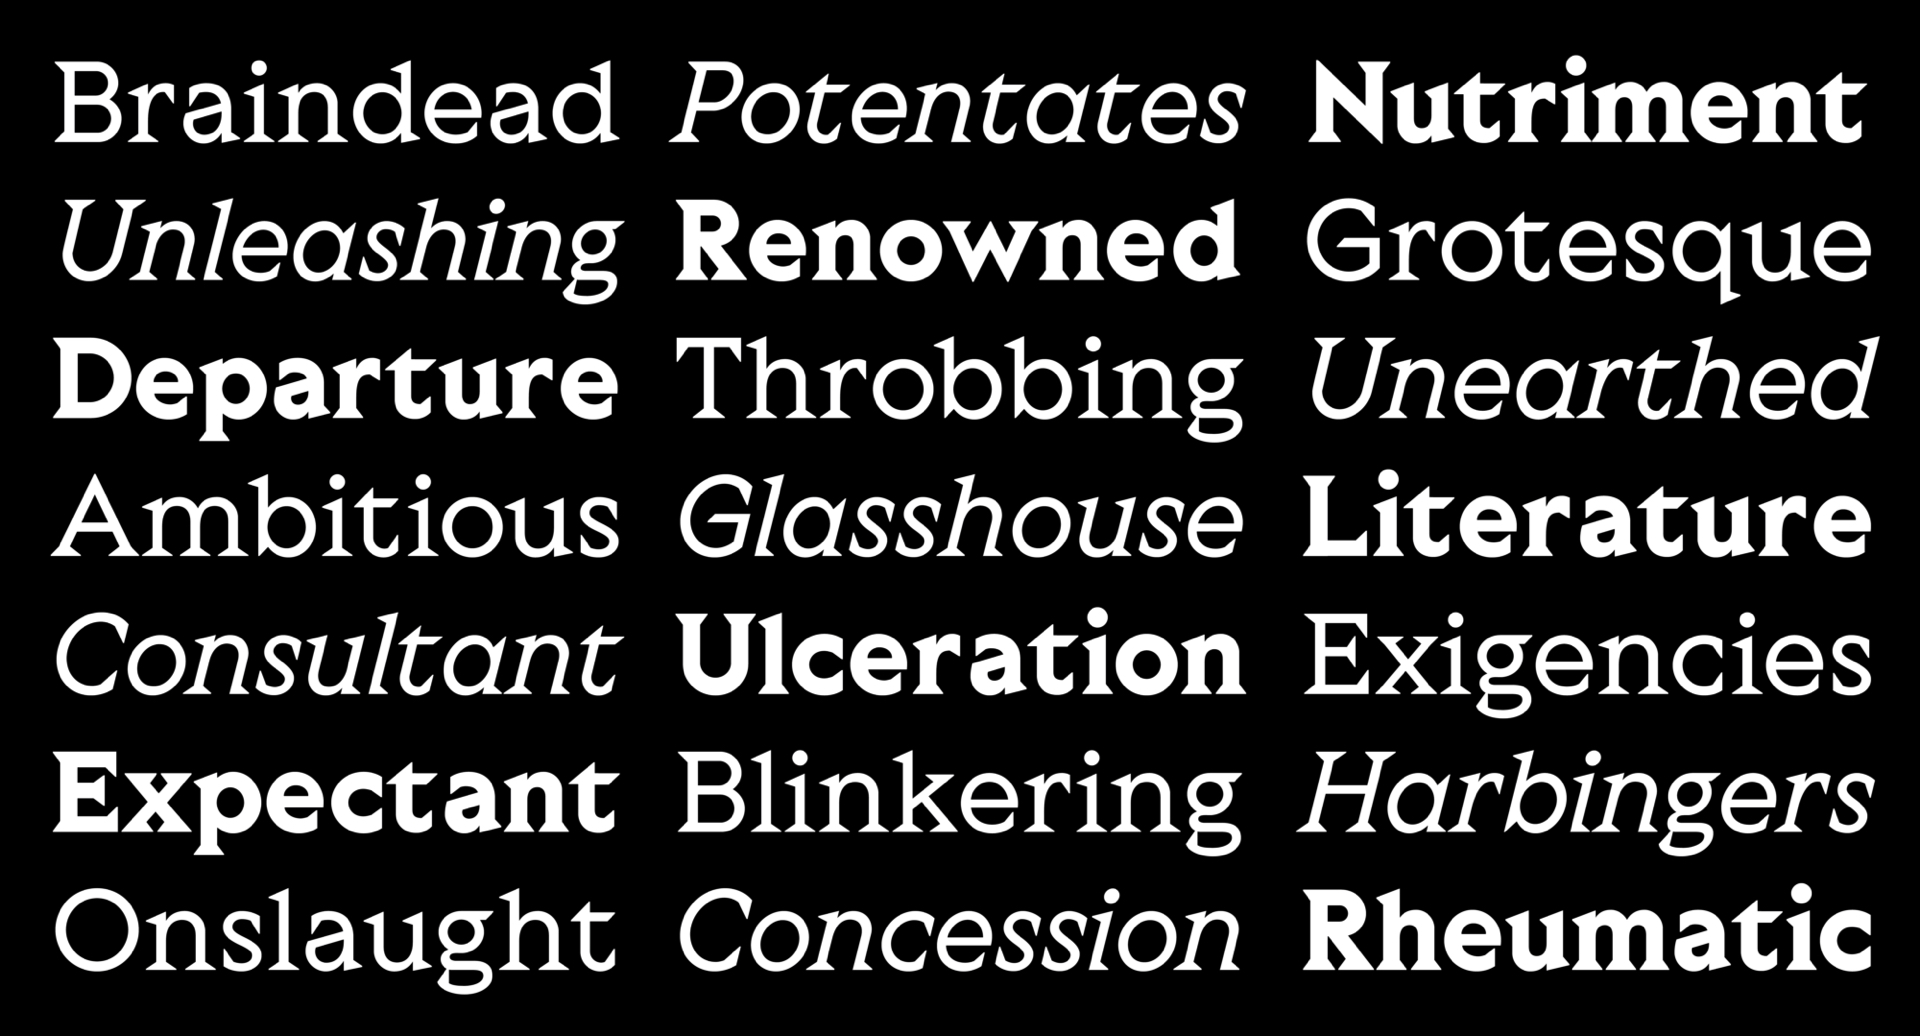 Braindead Potentates Nutriment
Unleashing Renowned Grotesque
Departure Throbbing Unearthed
Ambitious Glasshouse Literature
Consultant Ulceration Exigencies
Expectant Blinkering Harbingers
Onslaught Concession Rheumatic